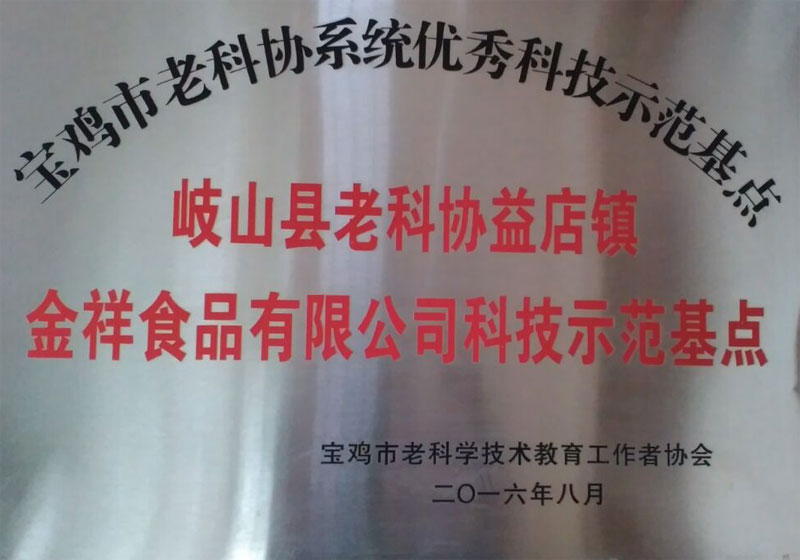 宝鸡市老科协系统优秀科技示范基点
岐山县老科协益店镇
金祥食品有限公司科技示范基点
宝鸡市老科学技术教育工作者协会
二〇一六年八月